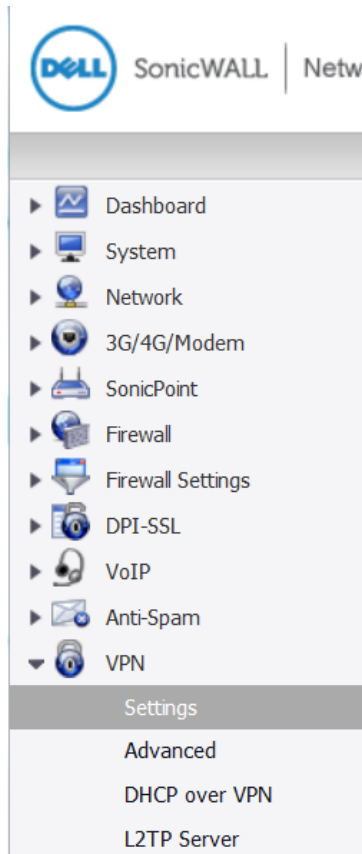 DELL SonicWALL | Netw
Dashboard
System
Network
3G/4G/Modem
SonicPoint
Firewall
Firewall Settings
DPI-SSL
VoIP
Anti-Spam
VPN
Settings
Advanced
DHCP over VPN
L2TP Server